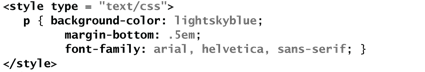 <style type = "text/css">
p { background-color: lightskyblue;
margin-bottom: .5em;
font-family: arial, helvetica, sans-serif; }
</style>